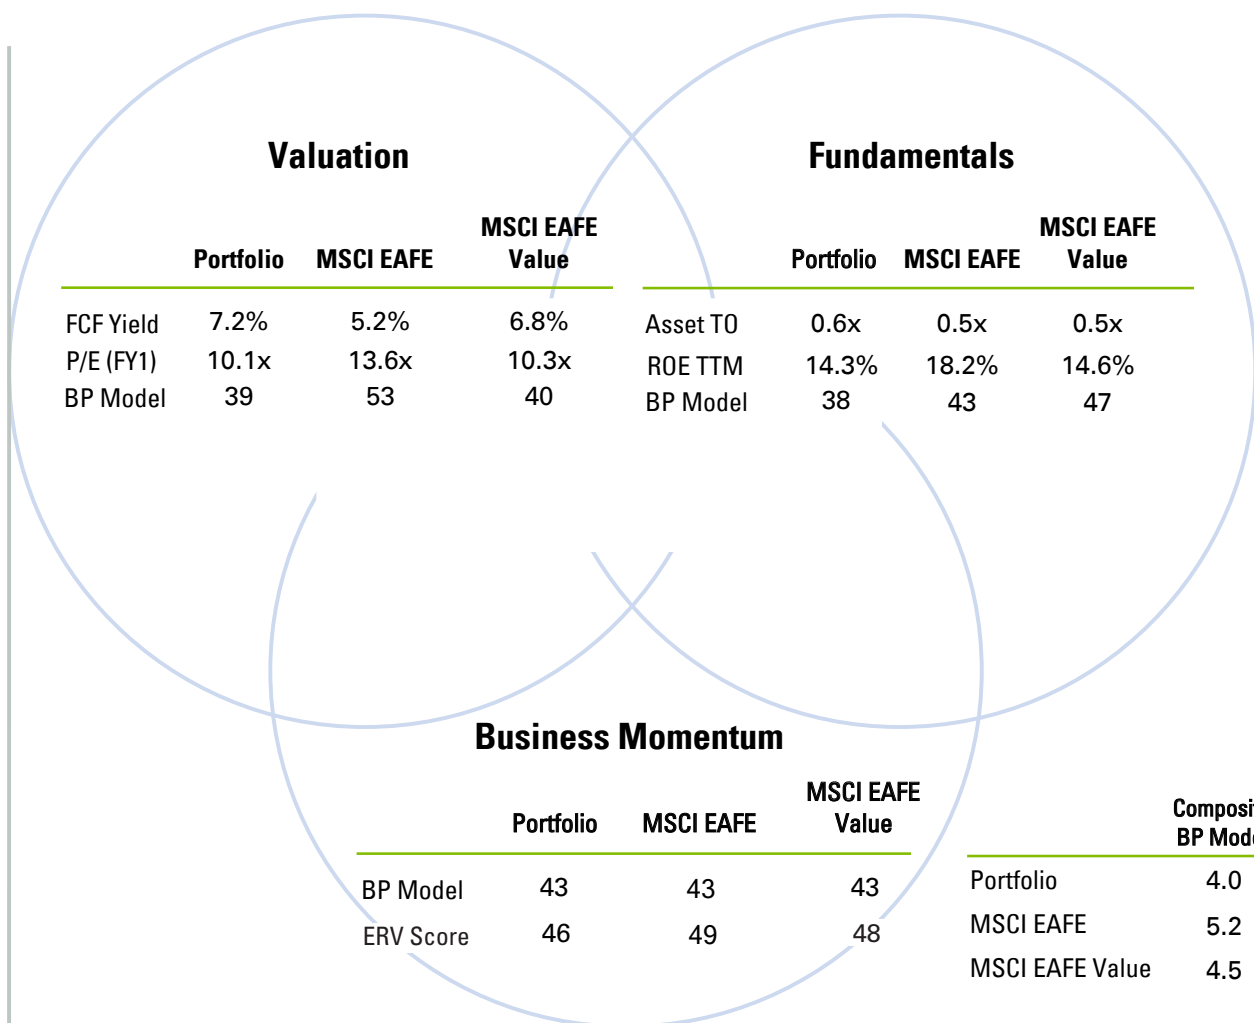 Valuation
MSCI EAFE
Portfolio MSCI EAFE Value
FCF Yield 7.2% 5.2% 6.8%
P/E (FY1) 10.1x 13.6x 10.3x
BP Model 39 53 40
Fundamentals
MSCI EAFE
Portfolio MSCI EAFE Value
Asset TO 0.6x 0.5x 0.5x
ROE TTM 14.3% 18.2% 14.6%
BP Model 38 43 47
Business Momentum
MSCI EAFE
Portfolio MSCI EAFE Value
BP Model 43 43 43
ERV Score 46 49 48
Composit
BP Mod
Portfolio 4.0
MSCI EAFE 5.2
MSCI EAFE Value 4.5